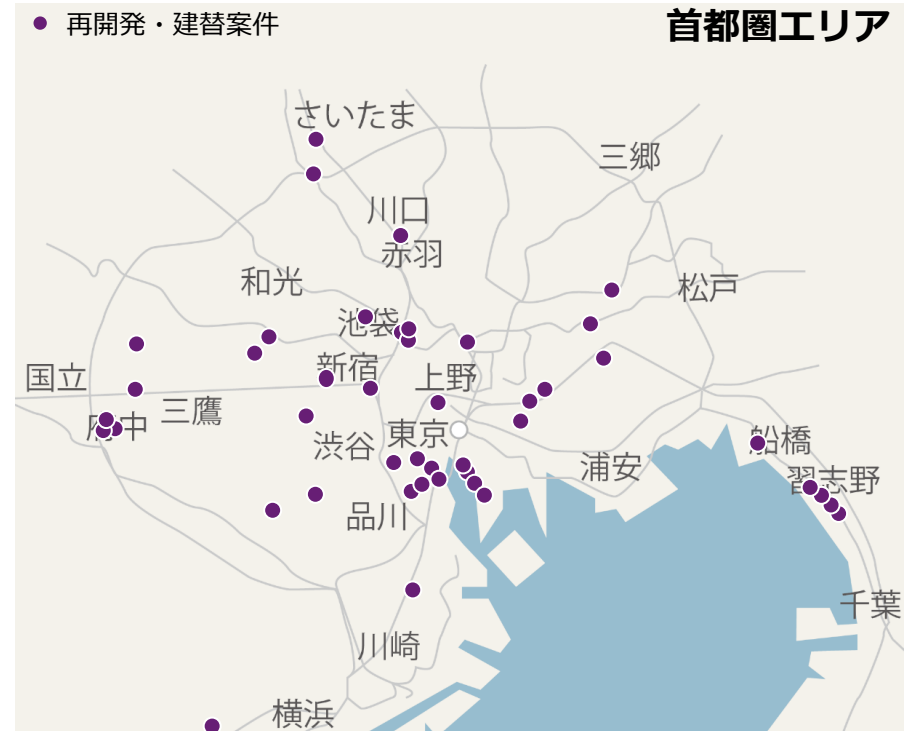 再開発・建替案件
首都圏エリア
さいたま
三郷
川口
赤羽
和光
松戸
池袋
新宿
国立
上野
三鷹
府中
東京
渋谷
船橋
浦安
習志野
品川
千葉
川崎
横浜